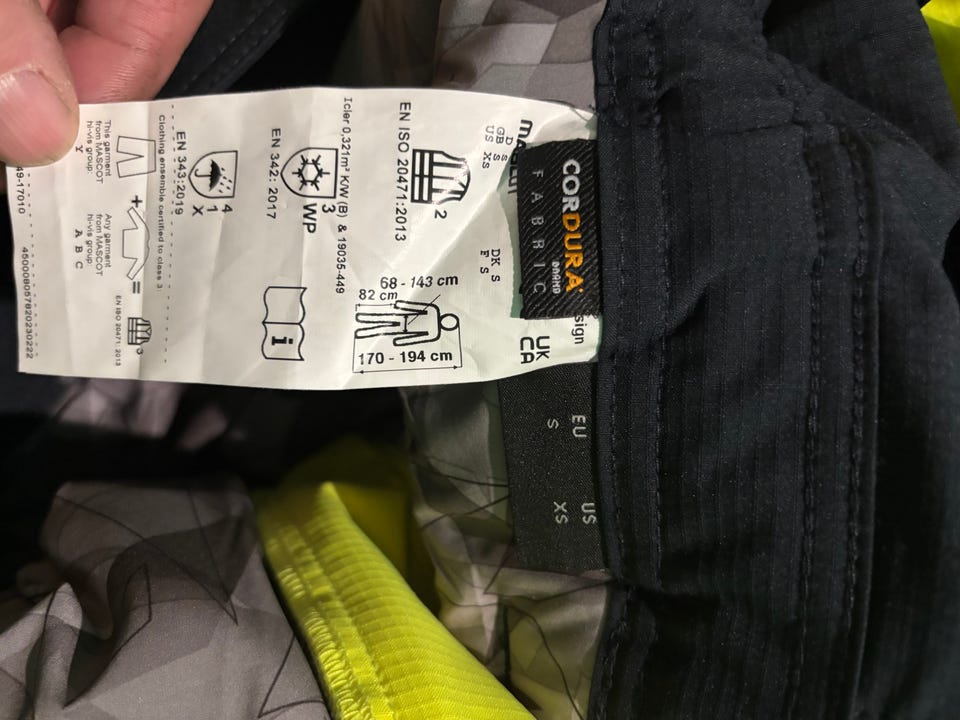 CORDURA
BRAND
FABRIC
EU
S
US
XS
sign
UK
CA
D S
GB S
US XS
DK S
F S
EN ISO 20471:2013
2
68 - 143 cm
82 cm
170 - 194 cm
Icler 0,321m² K/W (B) & 19035-449
3
WP
EN 342: 2017
i
4
1
X
EN 343:2019
Clothing ensemble certified to class 3:
+
=
3
EN ISO 20471:2013
This garment
from MASCOT
hi-vis group:
Y
Any garment
from MASCOT
hi-vis group:
A B C
49-17010
450008057820230222